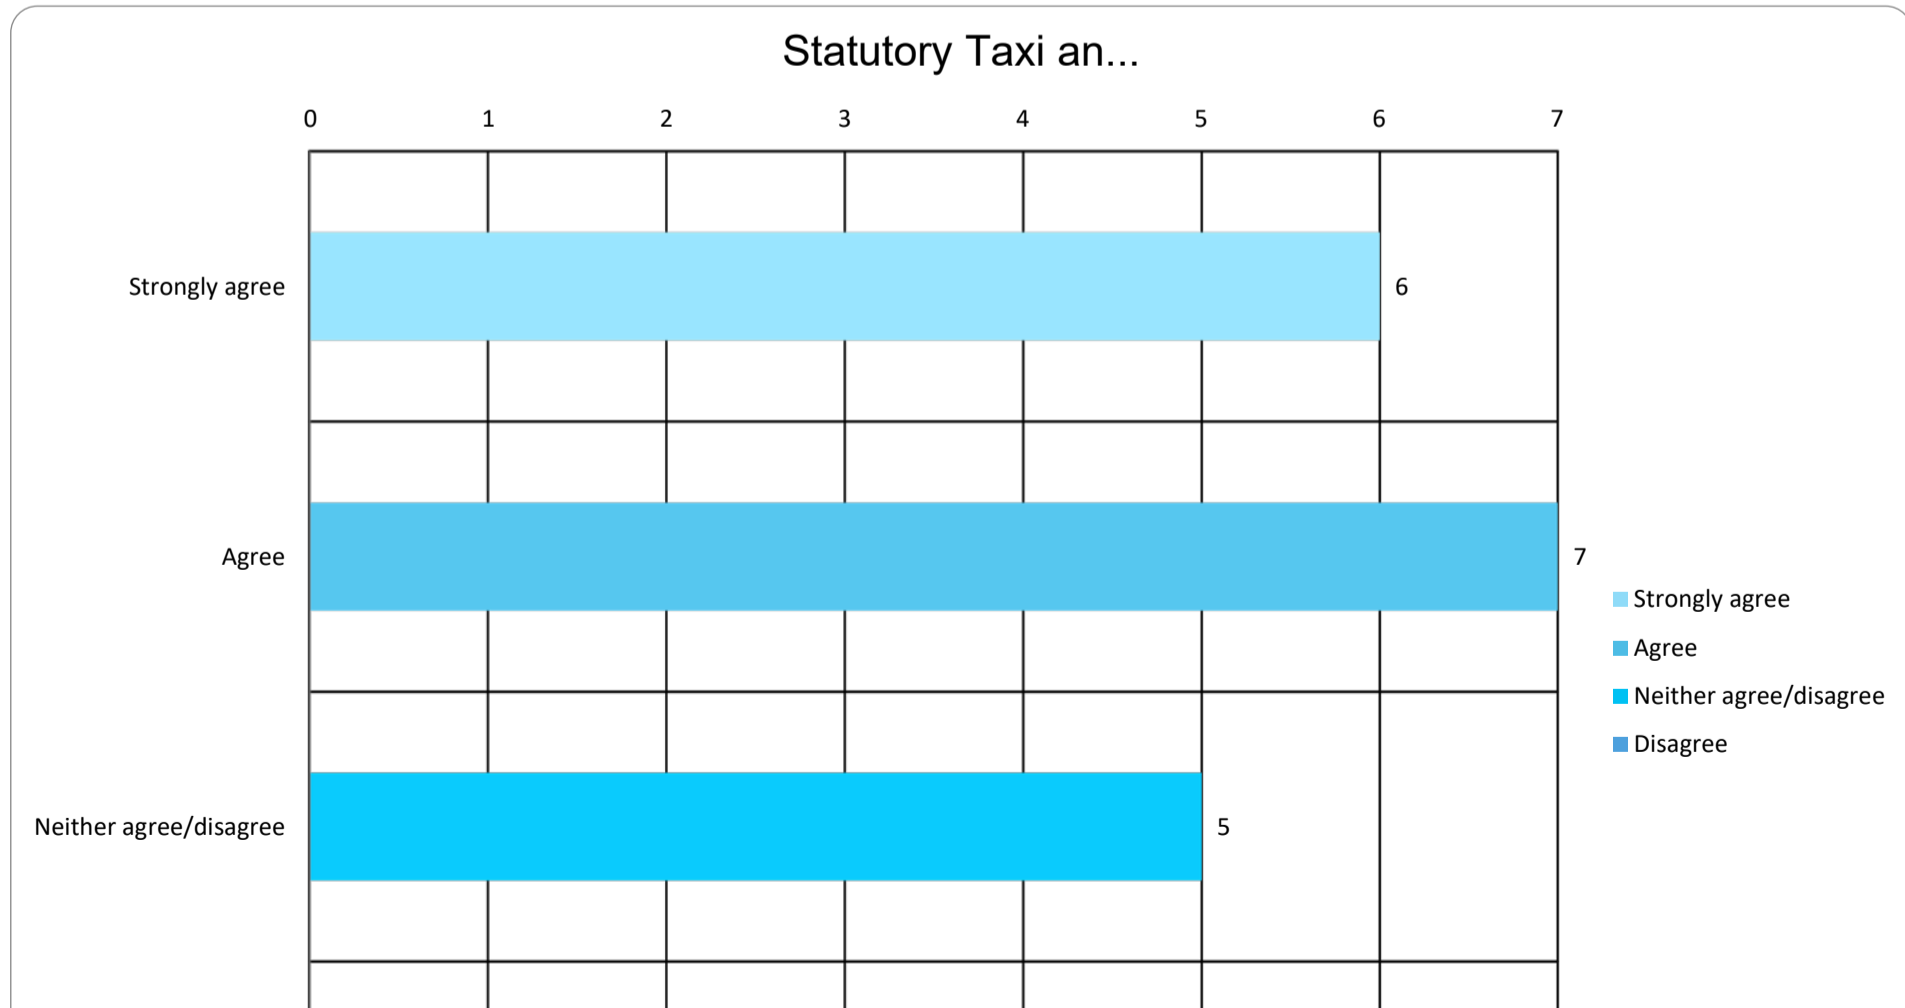 Statutory Taxi an...
0 1 2 3 4 5 6 7
Strongly agree
6
Agree
7
Neither agree/disagree
5
Strongly agree
Agree
Neither agree/disagree
Disagree